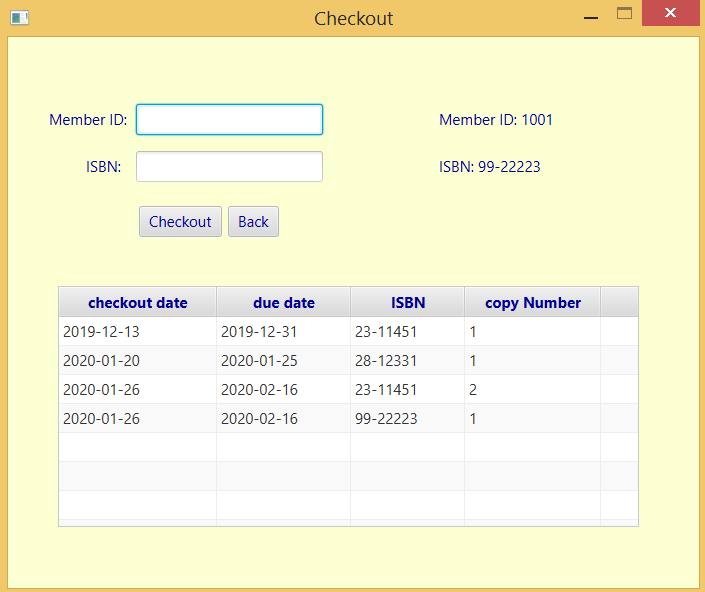 Checkout
Member ID: Member ID: 1001
ISBN: ISBN: 99-22223
Checkout Back
checkout date due date ISBN copy Number
2019-12-13 2019-12-31 23-11451 1
2020-01-20 2020-01-25 28-12331 1
2020-01-26 2020-02-16 23-11451 2
2020-01-26 2020-02-16 99-22223 1